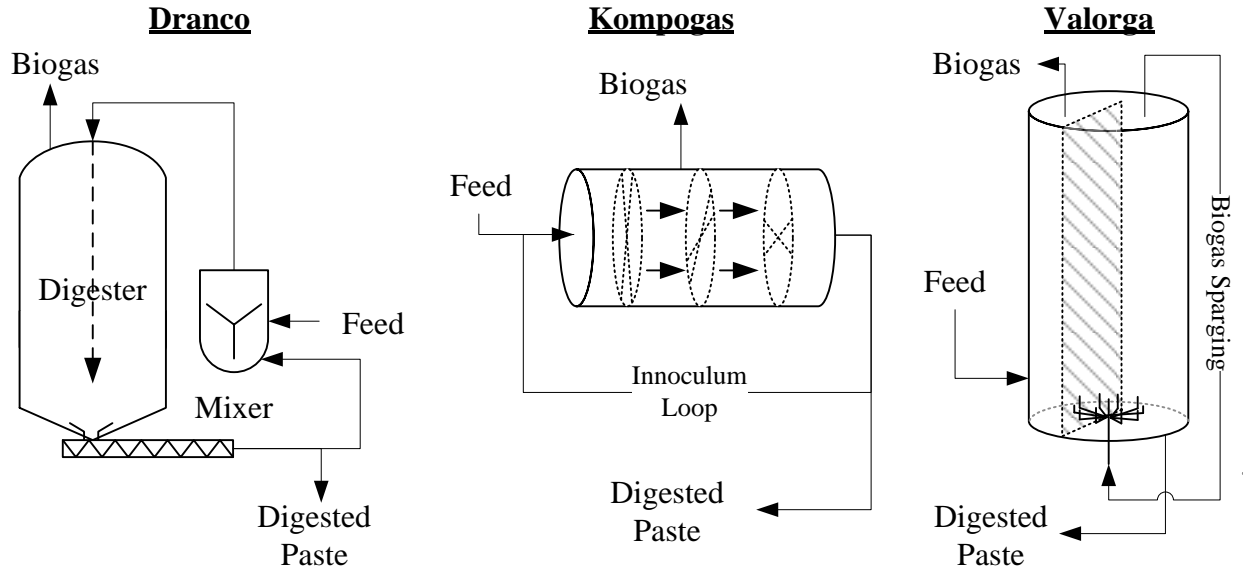 Dranco
Biogas
Digester
Feed
Mixer
Digested
Paste
Kompogas
Biogas
Feed
Innoculum
Loop
Digested
Paste
Valorga
Biogas
Feed
Biogas Sparging
Digested
Paste